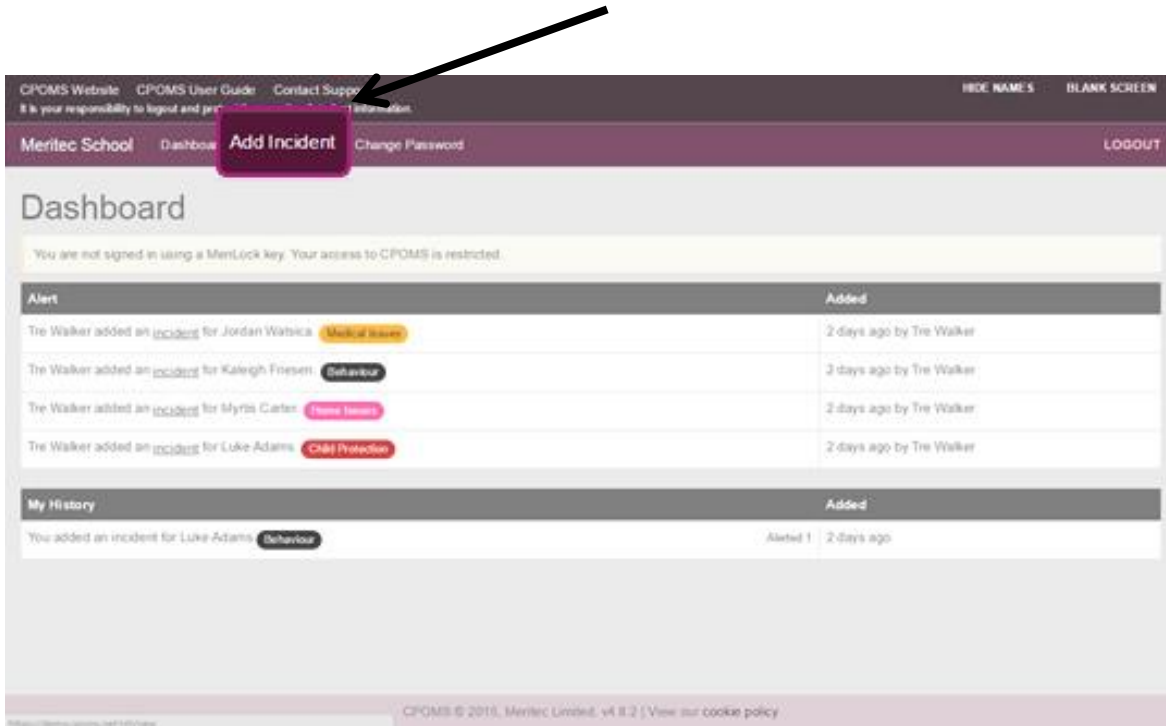 CPOMS Website CPOMS User Guide Contact HIDE NAMES BLANK SCREEN
It is your responsibility to logout and information.
Meritec School Add Incident Change Password LOGOUT
Dashboard
You are not signed in using a MeriLock key. Your access to CPOMS is restricted.
Alert Added
Tre Walker added an incident for Jordan Watsica. Medical Issues 2 days ago by Tre Walker
Tre Walker added an incident for Kaleigh Friesen. Behaviour 2 days ago by Tre Walker
Tre Walker added an incident for Myrtis Carter. Home Issues 2 days ago by Tre Walker
Tre Walker added an incident for Luke Adams. Child Protection 2 days ago by Tre Walker
My History Added
You added an incident for Luke Adams Behaviour Alerted 1 2 days ago
CPOMS © 2016, Meritec Limited. v4.8.2 | View our cookie policy